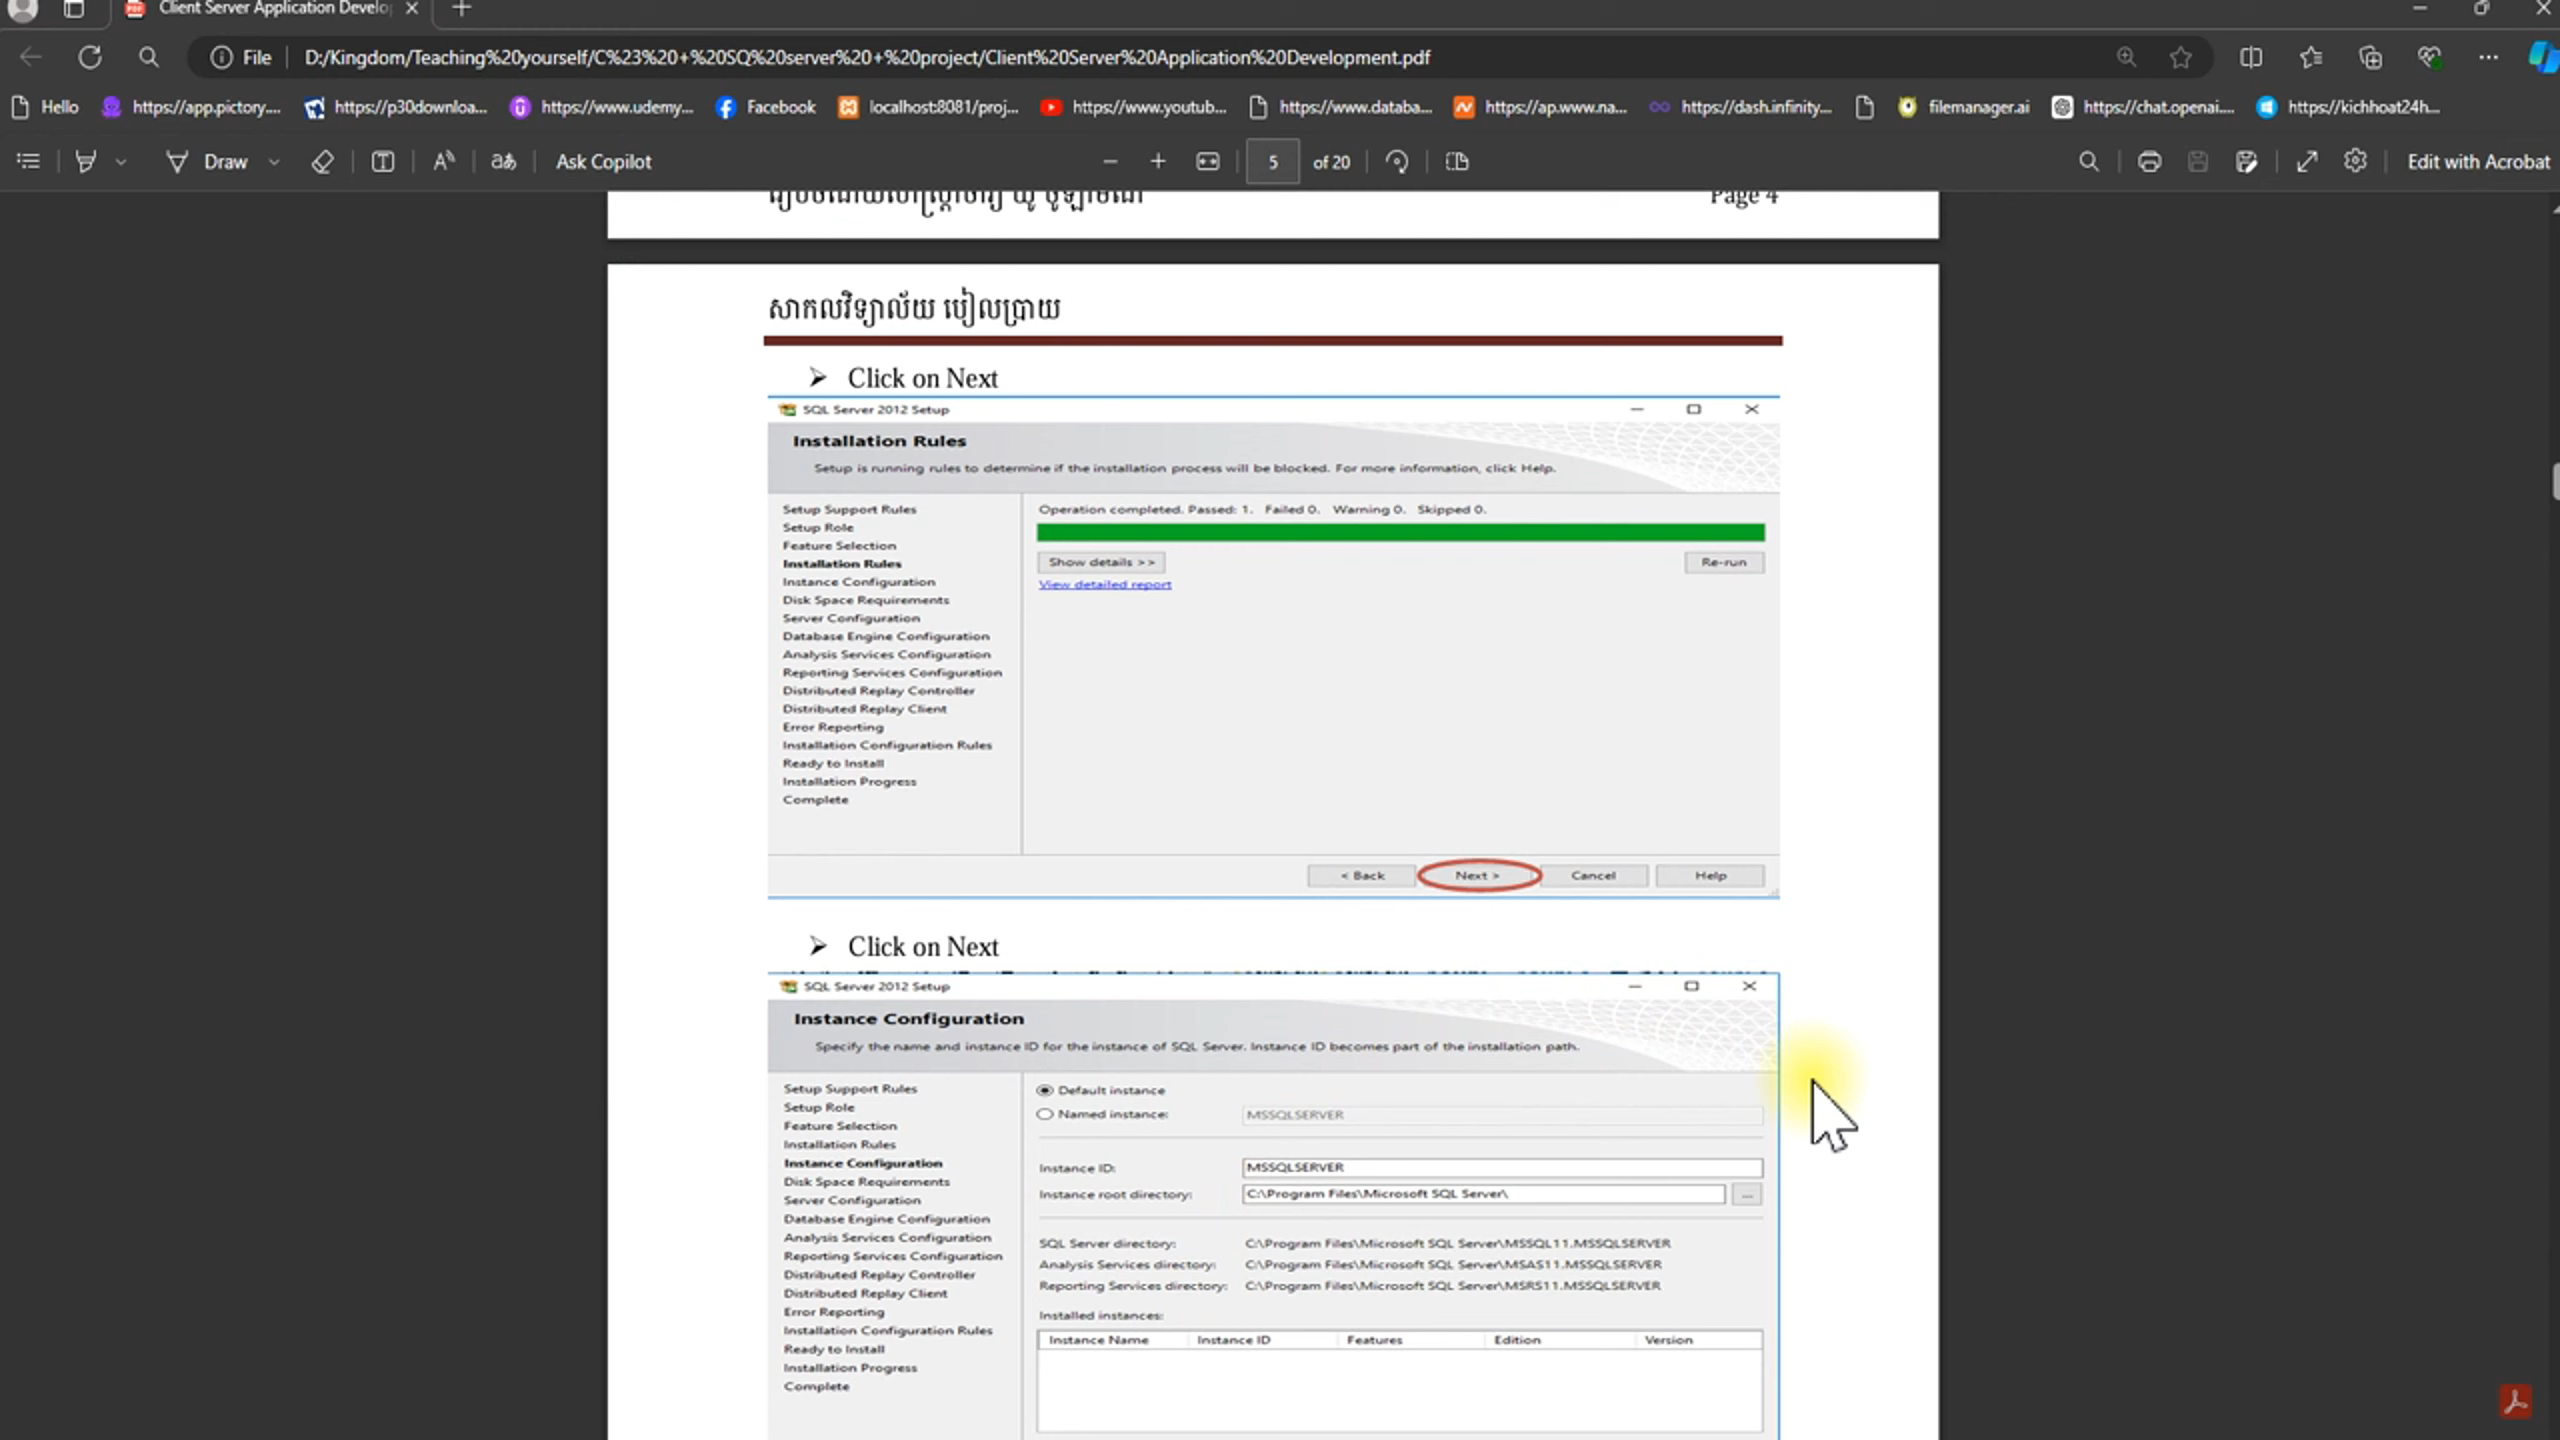 Client Server Application Develo
File D:/Kingdom/Teaching%20yourself/C%23%20+%20SQ%20server%20+%20project/Client%20Server%20Application%20Development.pdf
Hello https://app.pictory.... https://p30downloa... https://www.udemy... Facebook localhost:8081/proj... https://www.youtub... https://www.databa... https://ap.www.na... https://dash.infinity... filemanager.ai https://chat.openai.... https://kichhoat24h...
Draw Ask Copilot 5 of 20 Edit with Acrobat
Page 4
សាកលវិទ្យាល័យ បៀលប្រាយ
➢ Click on Next
SQL Server 2012 Setup
Installation Rules
Setup is running rules to determine if the installation process will be blocked. For more information, click Help.
Setup Support Rules
Setup Role
Feature Selection
Installation Rules
Instance Configuration
Disk Space Requirements
Server Configuration
Database Engine Configuration
Analysis Services Configuration
Reporting Services Configuration
Distributed Replay Controller
Distributed Replay Client
Error Reporting
Installation Configuration Rules
Ready to Install
Installation Progress
Complete
Operation completed. Passed: 1. Failed 0. Warning 0. Skipped 0.
Show details >> Re-run
View detailed report
< Back Next > Cancel Help
➢ Click on Next
SQL Server 2012 Setup
Instance Configuration
Specify the name and instance ID for the instance of SQL Server. Instance ID becomes part of the installation path.
Setup Support Rules
Setup Role
Feature Selection
Installation Rules
Instance Configuration
Disk Space Requirements
Server Configuration
Database Engine Configuration
Analysis Services Configuration
Reporting Services Configuration
Distributed Replay Controller
Distributed Replay Client
Error Reporting
Installation Configuration Rules
Ready to Install
Installation Progress
Complete
Default instance
Named instance: MSSQLSERVER
Instance ID: MSSQLSERVER
Instance root directory: C:\Program Files\Microsoft SQL Server\ ...
SQL Server directory: C:\Program Files\Microsoft SQL Server\MSSQL11.MSSQLSERVER
Analysis Services directory: C:\Program Files\Microsoft SQL Server\MSAS11.MSSQLSERVER
Reporting Services directory: C:\Program Files\Microsoft SQL Server\MSRS11.MSSQLSERVER
Installed instances:
Instance Name Instance ID Features Edition Version